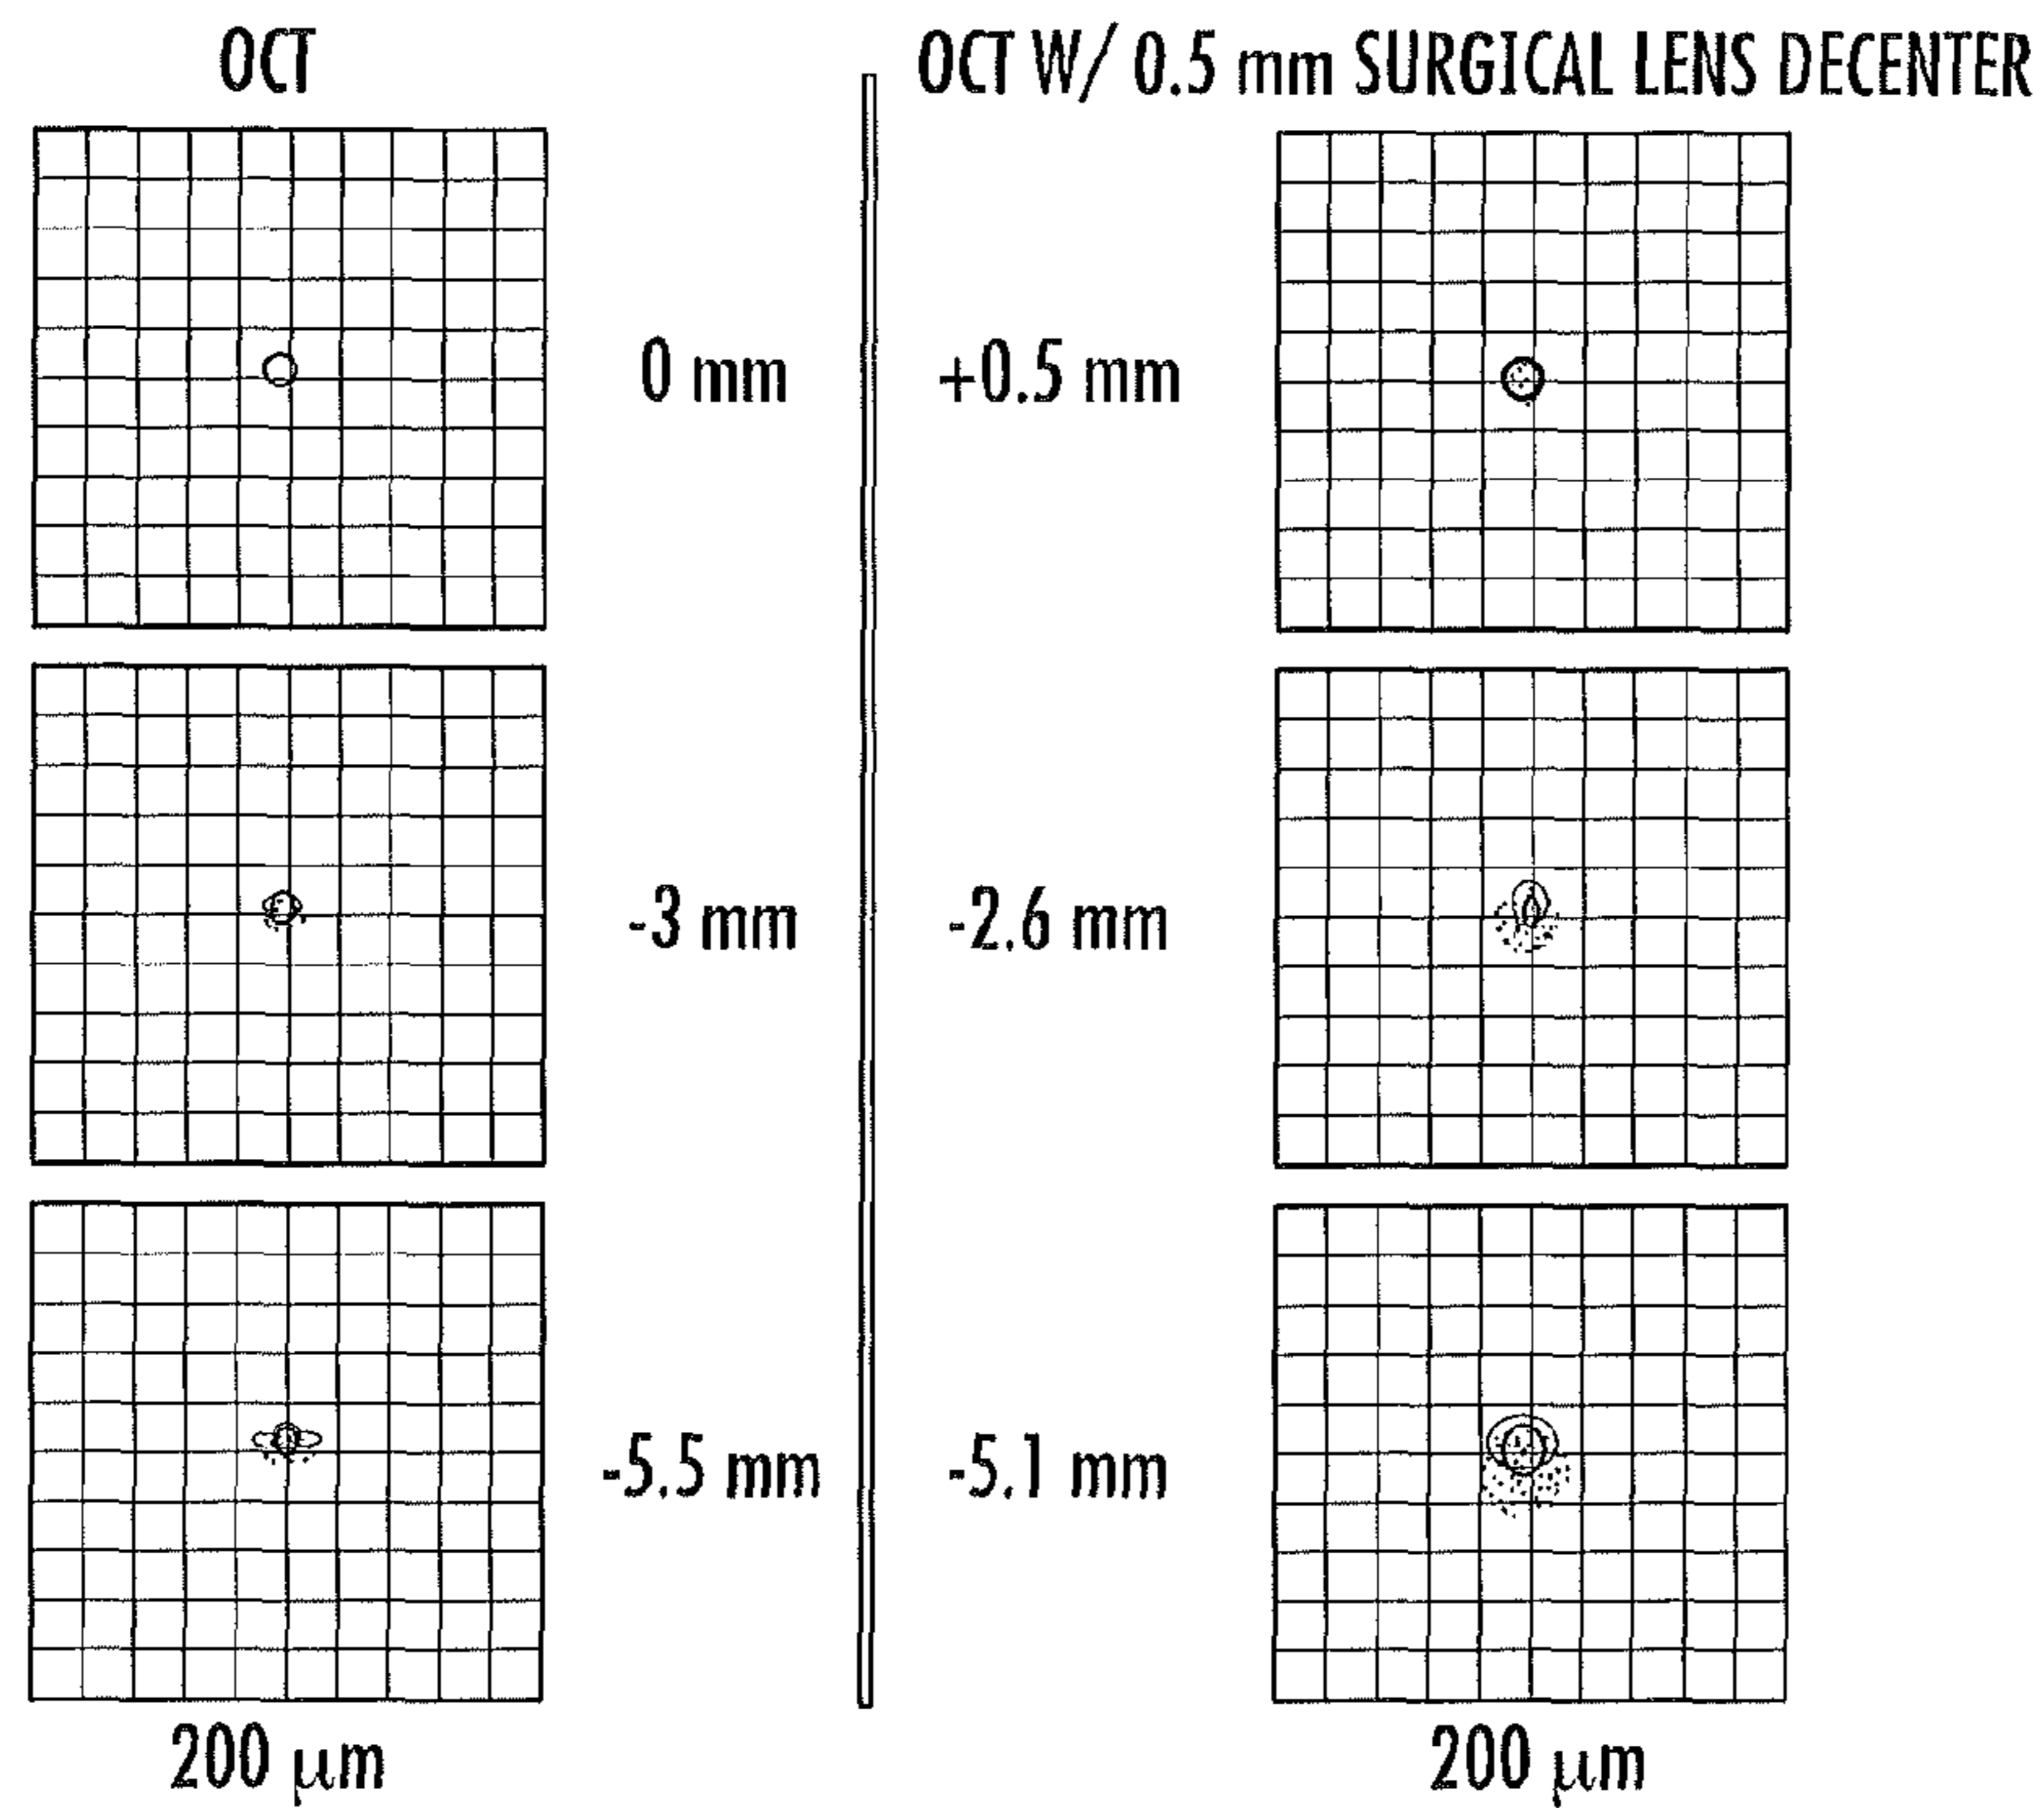 OCT
OCT W/ 0.5 mm SURGICAL LENS DECENTER
0 mm
+0.5 mm
-3 mm
-2.6 mm
-5.5 mm
-5.1 mm
200 μm
200 μm